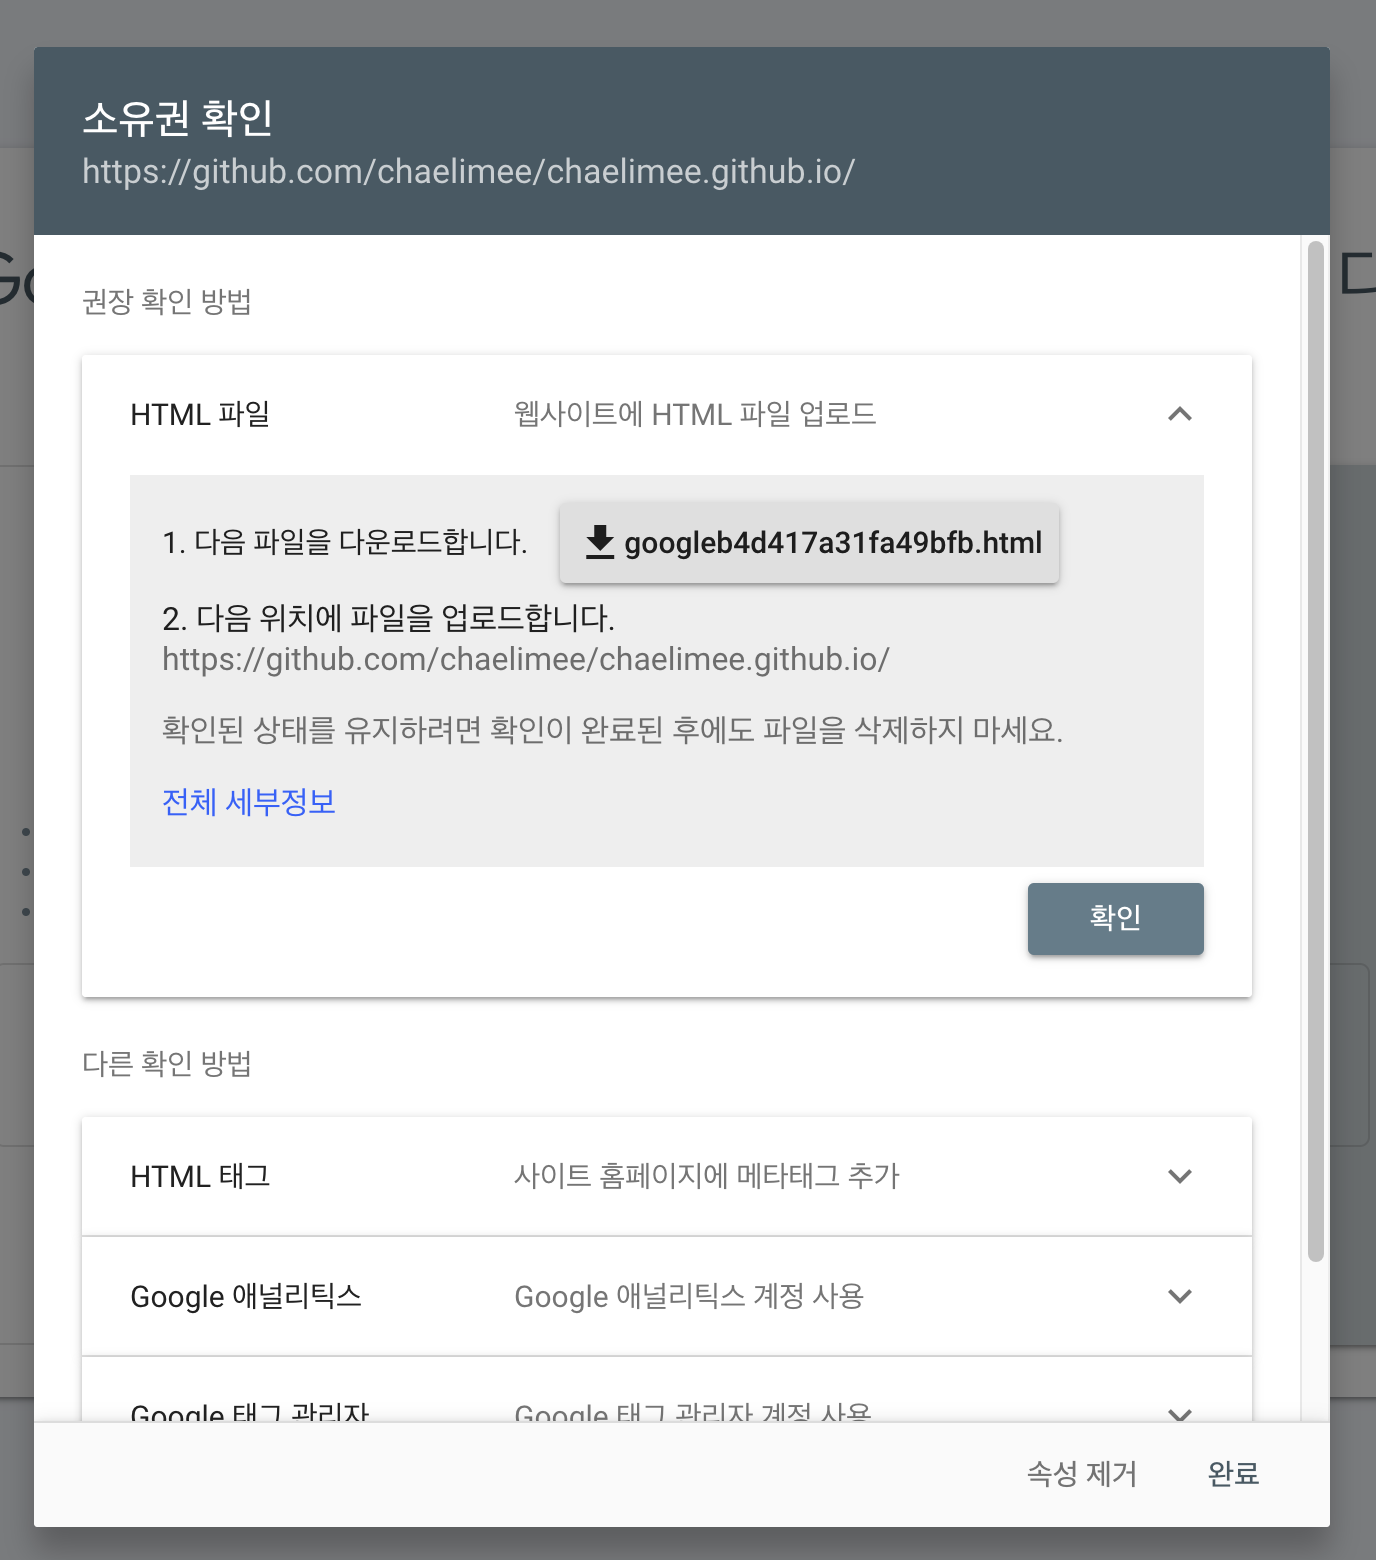 소유권 확인
https://github.com/chaelimee/chaelimee.github.io/
권장 확인 방법
HTML 파일 웹사이트에 HTML 파일 업로드
1. 다음 파일을 다운로드합니다. googleb4d417a31fa49bfb.html
2. 다음 위치에 파일을 업로드합니다.
https://github.com/chaelimee/chaelimee.github.io/
확인된 상태를 유지하려면 확인이 완료된 후에도 파일을 삭제하지 마세요.
전체 세부정보
확인
다른 확인 방법
HTML 태그 사이트 홈페이지에 메타태그 추가
Google 애널리틱스 Google 애널리틱스 계정 사용
Google 태그 관리자 Google 태그 관리자 계정 사용
속성 제거 완료